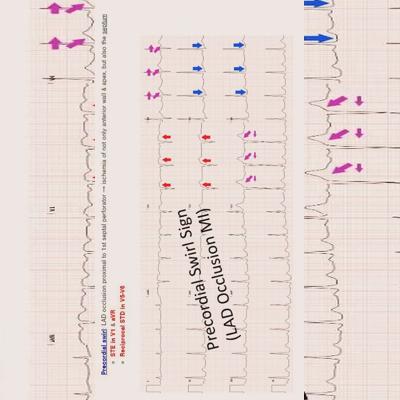 Precordial swirl: LAD occlusion proximal to 1st septal perforator → ischemia of not only anterior wall & apex, but also the septum
STE in V1 & aVR
Reciprocal STD in V5-V6
Precordial Swirl Sign
(LAD Occlusion MI)
V1
aVR